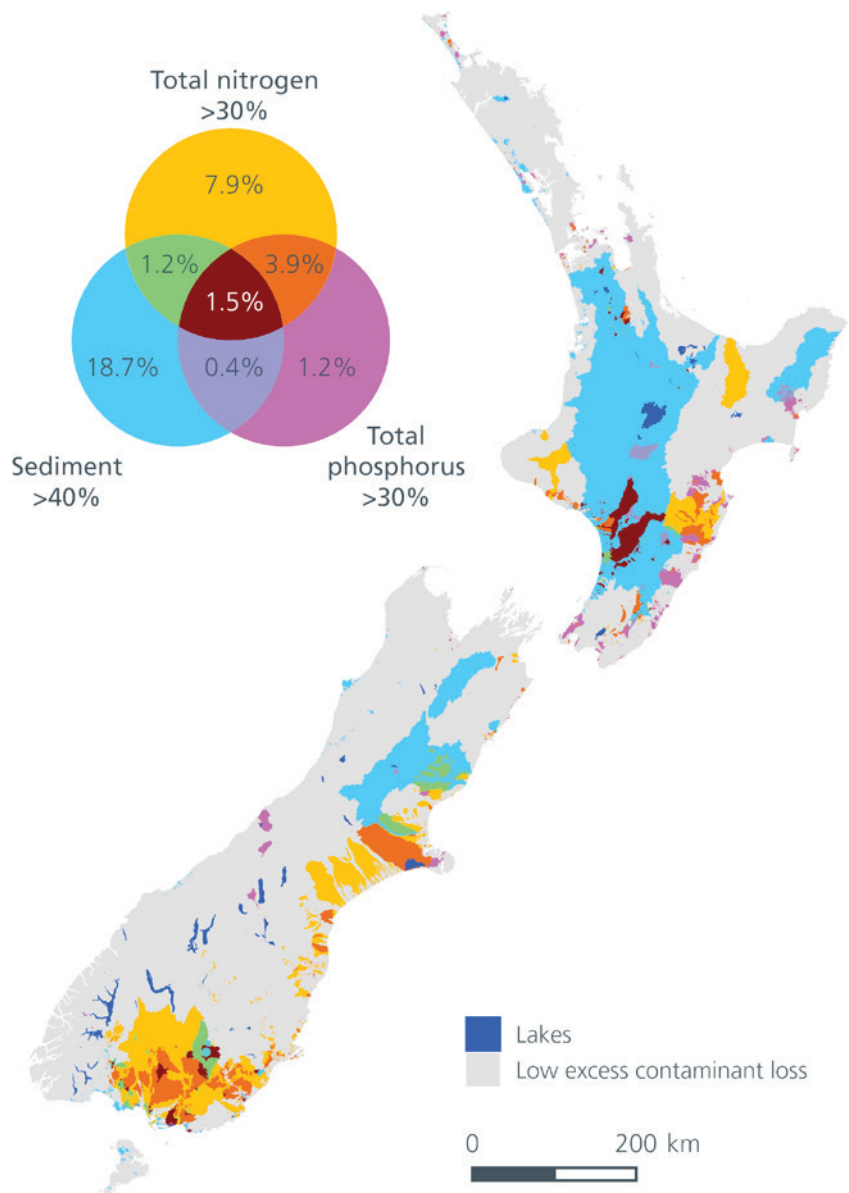 Total nitrogen
>30%
7.9%
1.2%
3.9%
1.5%
18.7%
0.4%
1.2%
Sediment
>40%
Total
phosphorus
>30%
Lakes
Low excess contaminant loss
0
200 km